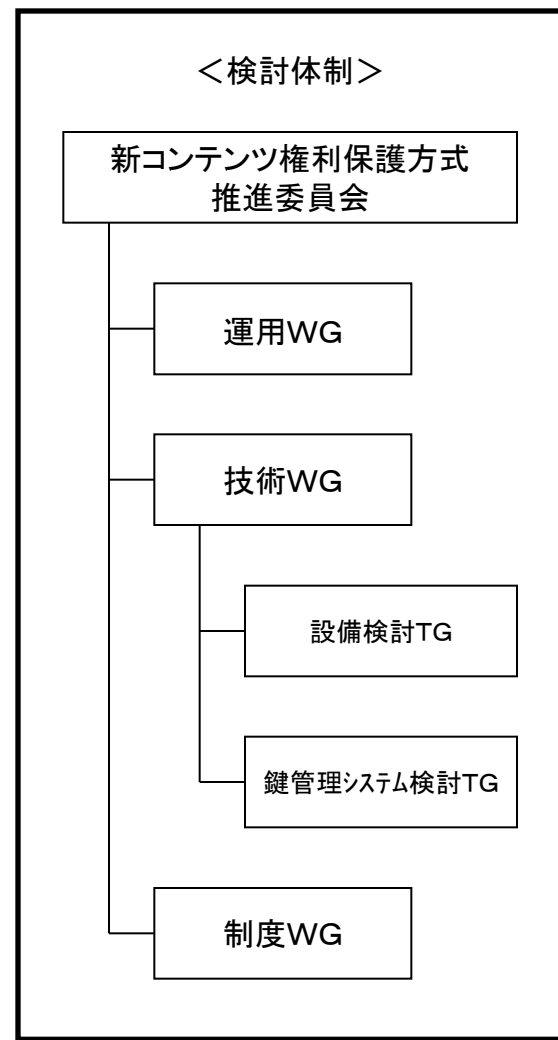 ＜検討体制＞
新コンテンツ権利保護方式
推進委員会
運用ＷＧ
技術ＷＧ
設備検討ＴＧ
鍵管理ｼｽﾃﾑ検討ＴＧ
制度ＷＧ